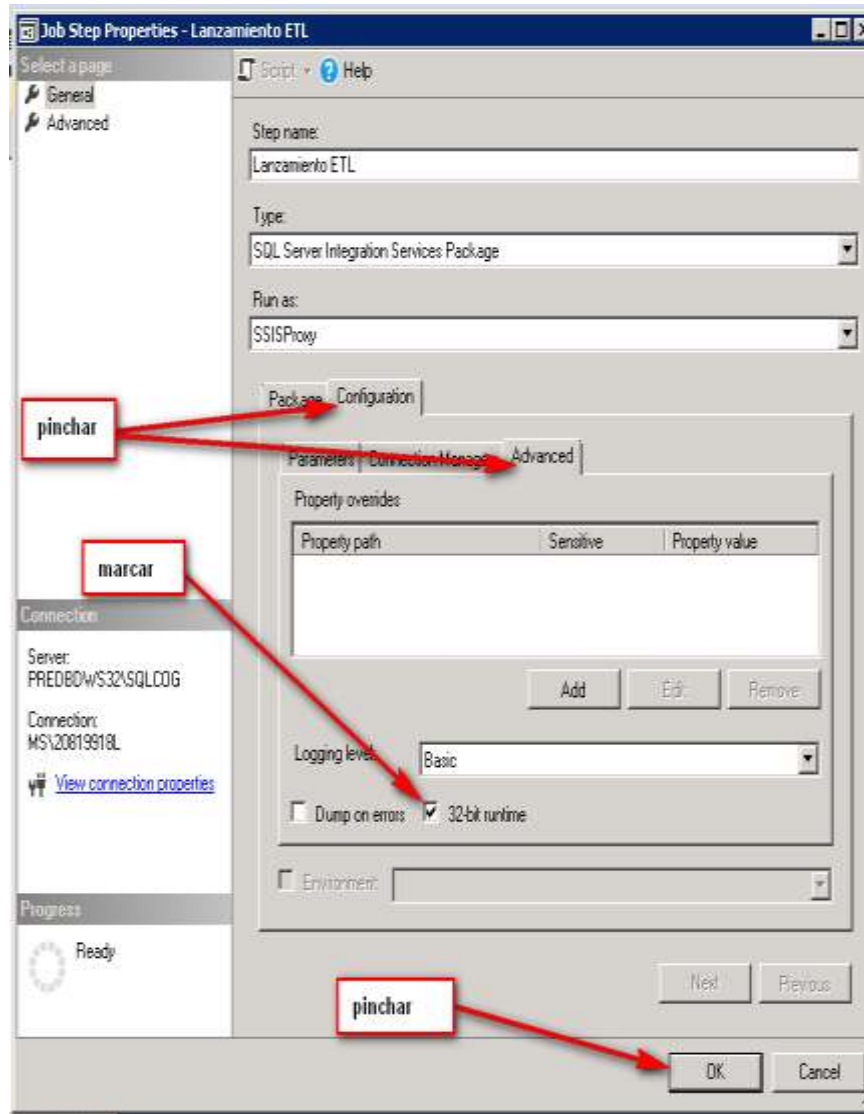 Job Step Properties - Lanzamiento ETL
Select a page
General
Advanced
Script
Help
Step name:
Lanzamiento ETL
Type:
SQL Server Integration Services Package
Run as:
SSISProxy
Package
Configuration
pinchar
Parameters
Connection Managers
Advanced
Property overrides
Property path
Sensitive
Property value
marcar
Connection
Server:
PREDBDWS32\SQLCOG
Connection:
MS\20819918L
View connection properties
Add
Edit
Remove
Logging level:
Basic
Dump on errors
32-bit runtime
Environment:
Progress
Ready
Next
Previous
pinchar
OK
Cancel